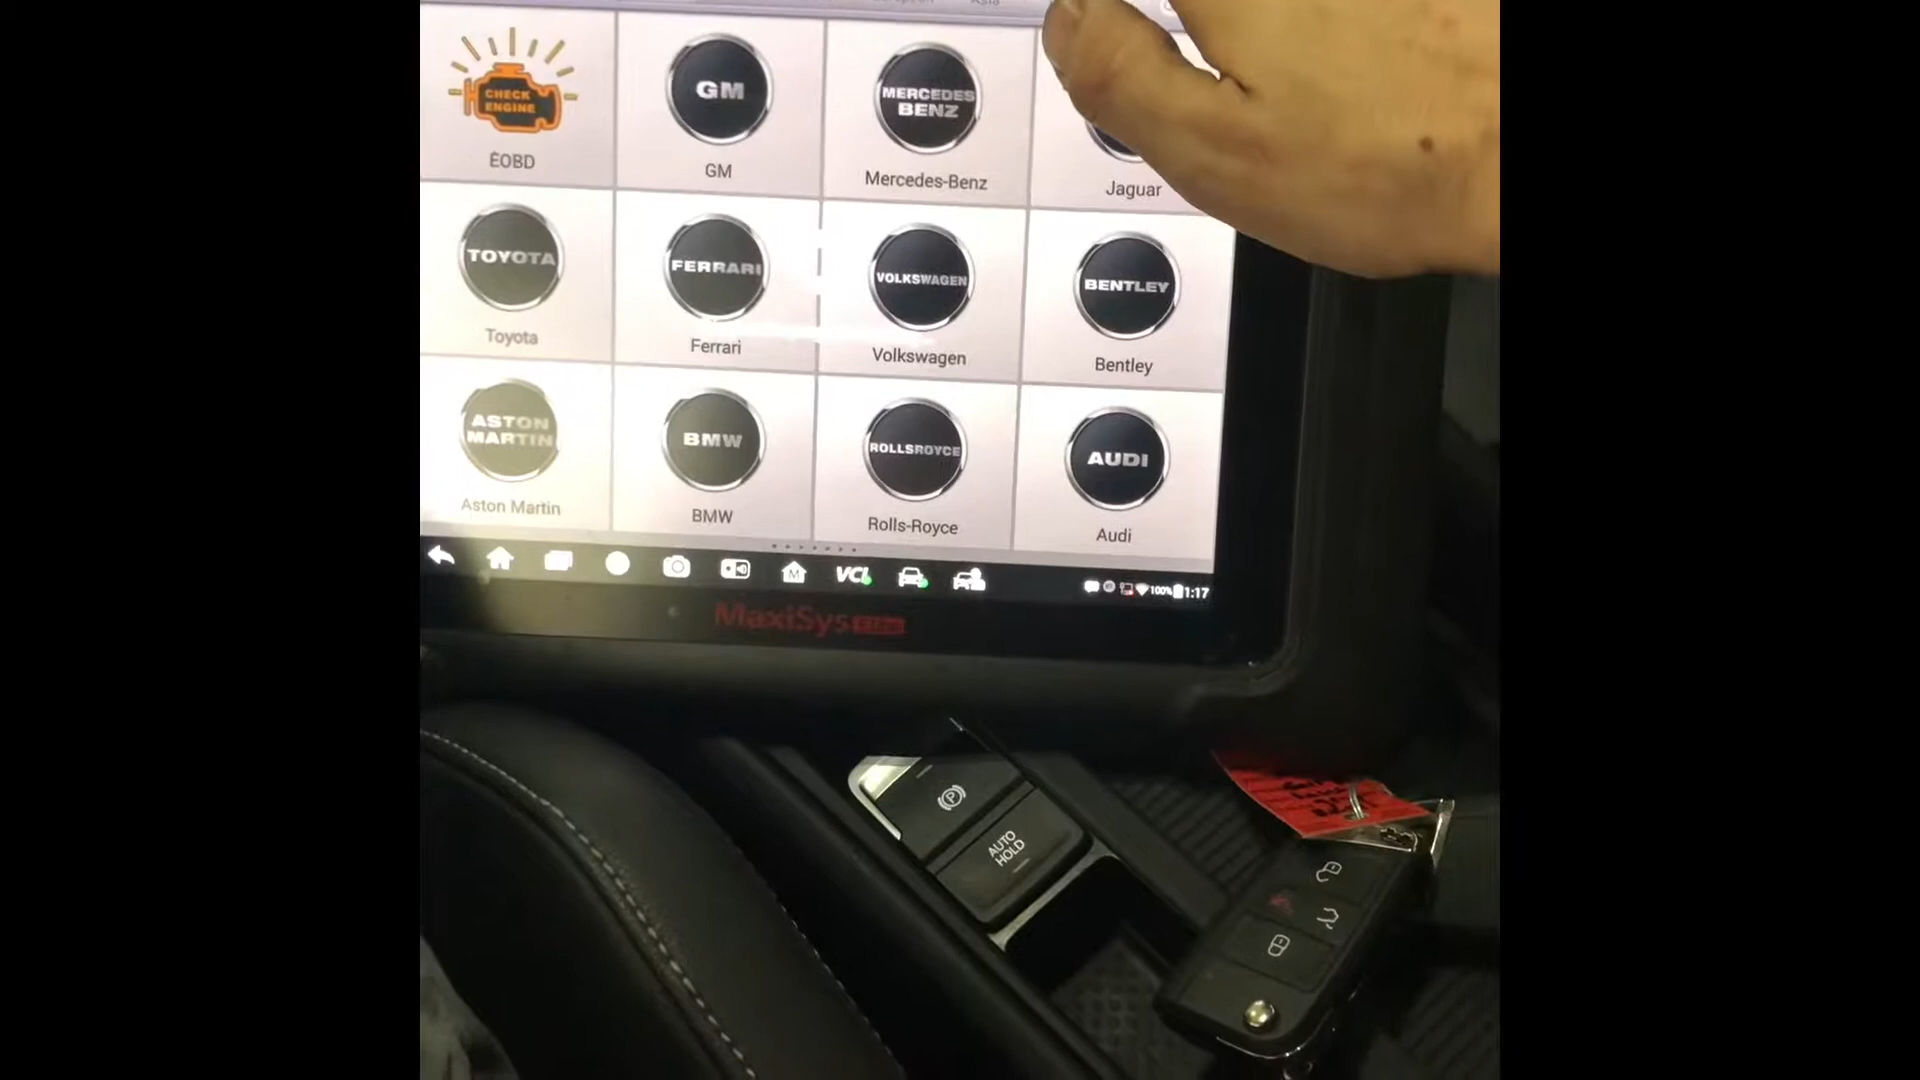 Asia
CHECK
ENGINE
EOBD
GM
GM
MERCEDES
BENZ
Mercedes-Benz
Jaguar
TOYOTA
Toyota
FERRARI
Ferrari
VOLKSWAGEN
Volkswagen
BENTLEY
Bentley
ASTON
MARTIN
Aston Martin
BMW
BMW
ROLLSROYCE
Rolls-Royce
AUDI
Audi
M
VCI
100%
1:17
MaxiSys
P
AUTO
HOLD